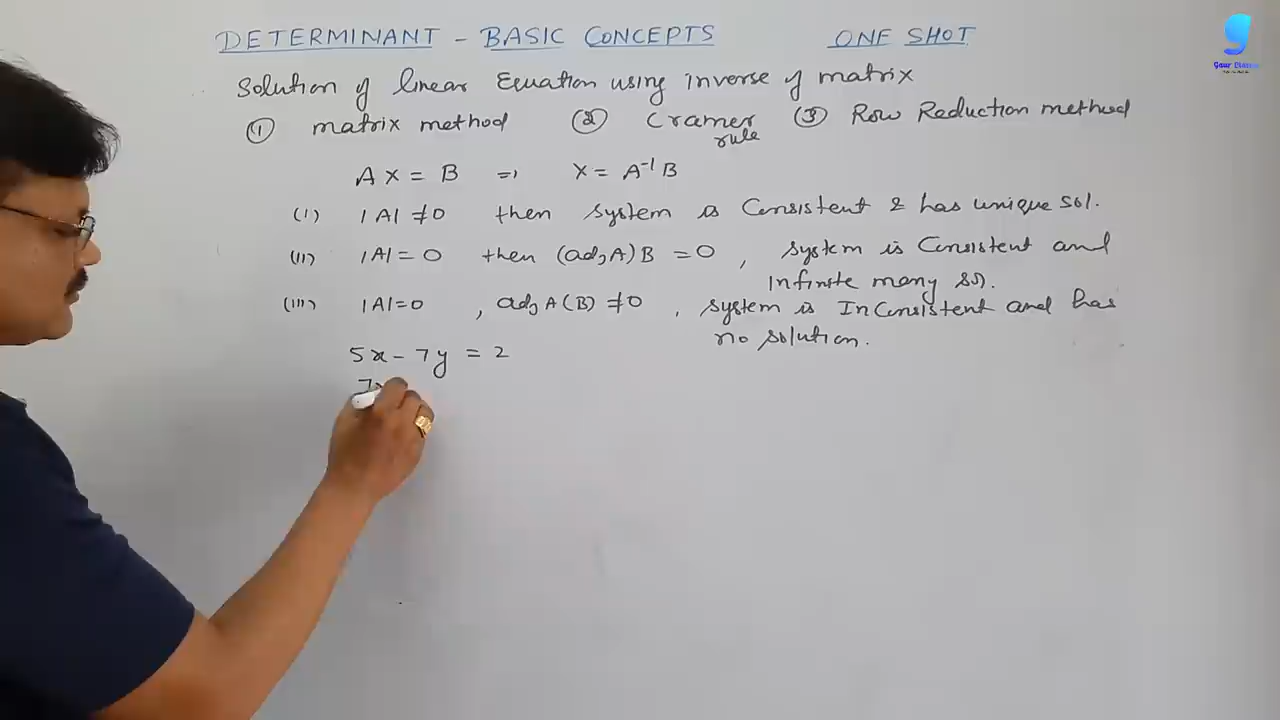 DETERMINANT - BASIC CONCEPTS ONE SHOT
Solution of linear Equation using inverse of matrix
① matrix method ② Cramer rule ③ Row Reduction method
AX = B => X = A⁻¹B
(i) |A| ≠ 0 then system is Consistent & has unique sol.
(ii) |A| = 0 then (adjA)B = 0, system is Consistent and
Infinite many sol.
(iii) |A|=0, adjA(B) ≠ 0, system is InConsistent and has
no solution.
5x - 7y = 2
7x